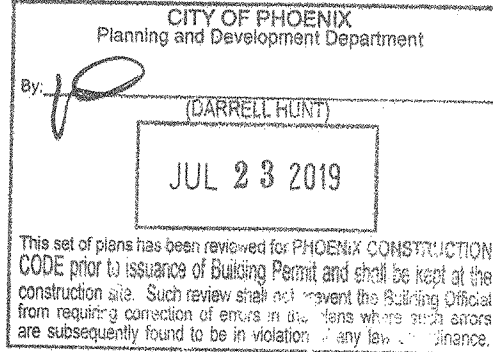 CITY OF PHOENIX
Planning and Development Department
By:
(DARRELL HUNT)
JUL 23 2019
This set of plans has been reviewed for PHOENIX CONSTRUCTION
CODE prior to issuance of Building Permit and shall be kept at the
construction site. Such review shall not prevent the Building Official
from requiring correction of errors in the plans where such errors
are subsequently found to be in violation any law